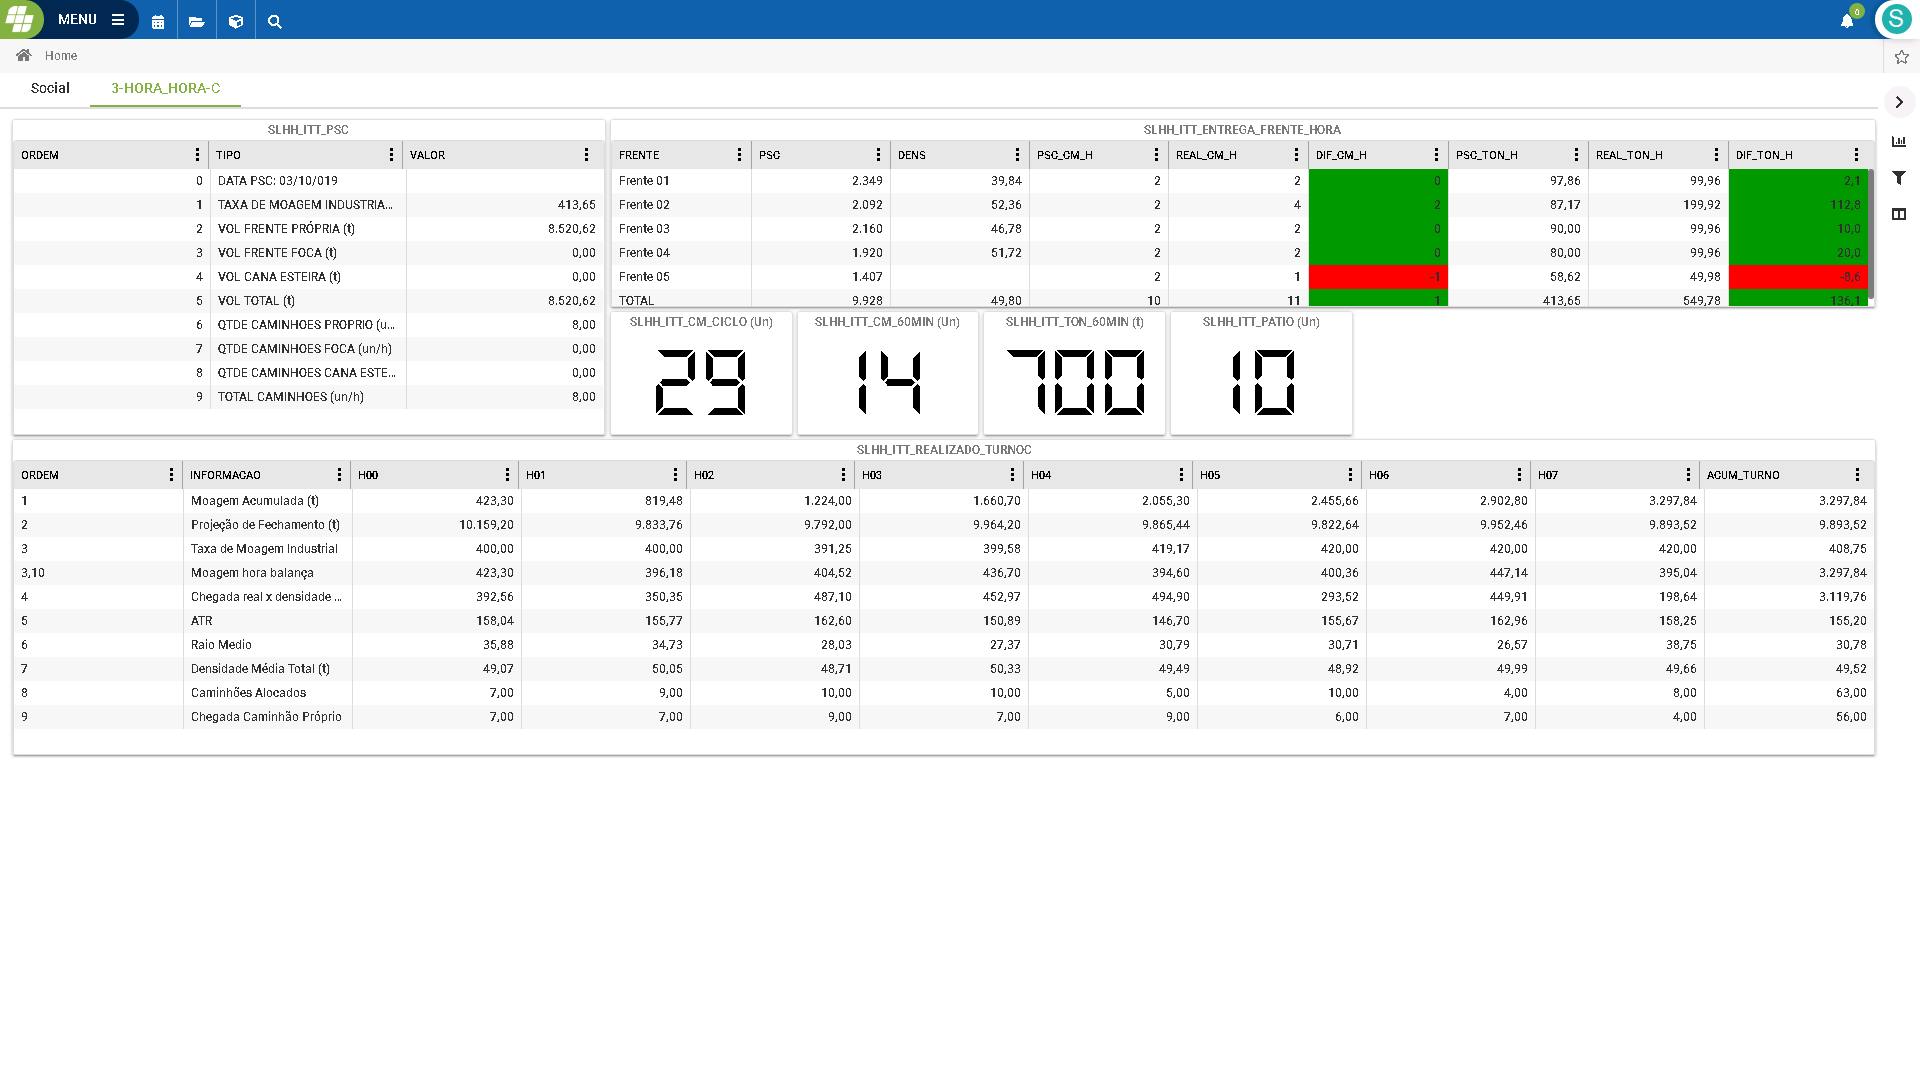 MENU
0
S
Home
Social 3-HORA_HORA-C
SLHH_ITT_PSC
ORDEM TIPO VALOR
0 DATA PSC: 03/10/019
1 TAXA DE MOAGEM INDUSTRIA... 413,65
2 VOL FRENTE PRÓPRIA (t) 8.520,62
3 VOL FRENTE FOCA (t) 0,00
4 VOL CANA ESTEIRA (t) 0,00
5 VOL TOTAL (t) 8.520,62
6 QTDE CAMINHOES PROPRIO (u... 8,00
7 QTDE CAMINHOES FOCA (un/h) 0,00
8 QTDE CAMINHOES CANA ESTE... 0,00
9 TOTAL CAMINHOES (un/h) 8,00
SLHH_ITT_ENTREGA_FRENTE_HORA
FRENTE PSC DENS PSC_CM_H REAL_CM_H DIF_CM_H PSC_TON_H REAL_TON_H DIF_TON_H
Frente 01 2.349 39,84 2 2 0 97,86 99,96 2,1
Frente 02 2.092 52,36 2 4 2 87,17 199,92 112,8
Frente 03 2.160 46,78 2 2 0 90,00 99,96 10,0
Frente 04 1.920 51,72 2 2 0 80,00 99,96 20,0
Frente 05 1.407 2 1 -1 58,62 49,98 -8,6
TOTAL 9.928 49,80 10 11 1 413,65 549,78 136,1
SLHH_ITT_CM_CICLO (Un) SLHH_ITT_CM_60MIN (Un) SLHH_ITT_TON_60MIN (t) SLHH_ITT_PATIO (Un)
29 14 700 10
SLHH_ITT_REALIZADO_TURNOC
ORDEM INFORMACAO H00 H01 H02 H03 H04 H05 H06 H07 ACUM_TURNO
1 Moagem Acumulada (t) 423,30 819,48 1.224,00 1.660,70 2.055,30 2.455,66 2.902,80 3.297,84 3.297,84
2 Projeção de Fechamento (t) 10.159,20 9.833,76 9.792,00 9.964,20 9.865,44 9.822,64 9.952,46 9.893,52 9.893,52
3 Taxa de Moagem Industrial 400,00 400,00 391,25 399,58 419,17 420,00 420,00 420,00 408,75
3,10 Moagem hora balança 423,30 396,18 404,52 436,70 394,60 400,36 447,14 395,04 3.297,84
4 Chegada real x densidade ... 392,56 350,35 487,10 452,97 494,90 293,52 449,91 198,64 3.119,76
5 ATR 158,04 155,77 162,60 150,89 146,70 155,67 162,96 158,25 155,20
6 Raio Medio 35,88 34,73 28,03 27,37 30,79 30,71 26,57 38,75 30,78
7 Densidade Média Total (t) 49,07 50,05 48,71 50,33 49,49 48,92 49,99 49,66 49,52
8 Caminhões Alocados 7,00 9,00 10,00 10,00 5,00 10,00 4,00 8,00 63,00
9 Chegada Caminhão Próprio 7,00 7,00 9,00 7,00 9,00 6,00 7,00 4,00 56,00